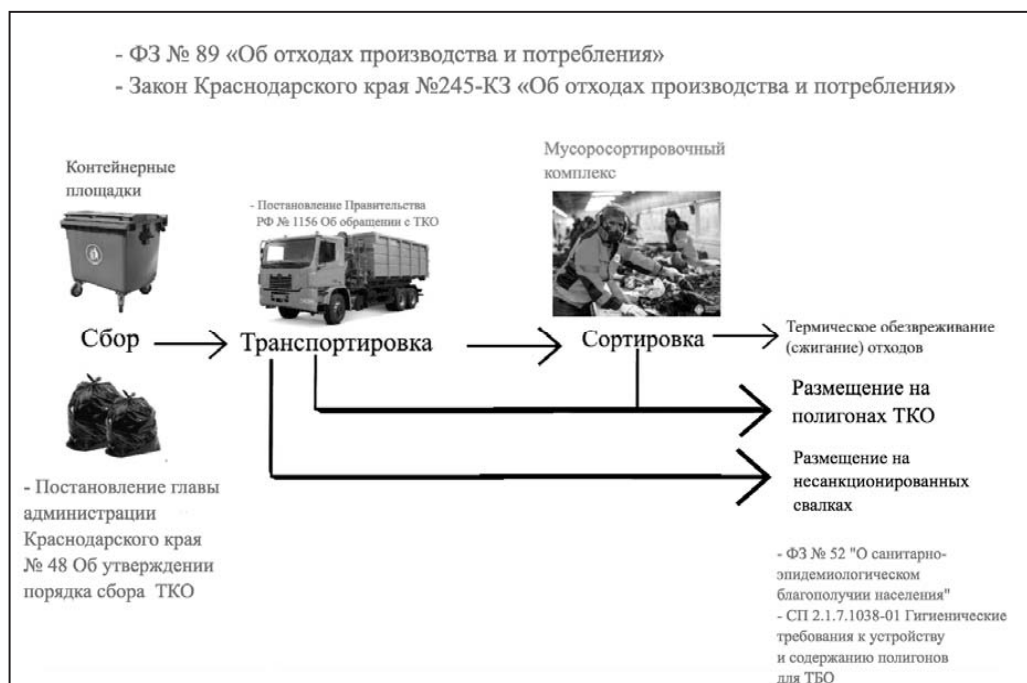 - ФЗ № 89 «Об отходах производства и потребления»
- Закон Краснодарского края №245-КЗ «Об отходах производства и потребления»
Контейнерные
площадки
- Постановление Правительства
РФ № 1156 Об обращении с ТКО
Мусоросортировочный
комплекс
Сбор
Транспортировка
Сортировка
Термическое обезвреживание
(сжигание) отходов
Размещение на
полигонах ТКО
Размещение на
несанкционированных
свалках
- Постановление главы
администрации
Краснодарского края
№ 48 Об утверждении
порядка сбора ТКО
- ФЗ № 52 "О санитарно-
эпидемиологическом
благополучии населения"
- СП 2.1.7.1038-01 Гигиенические
требования к устройству
и содержанию полигонов
для ТБО